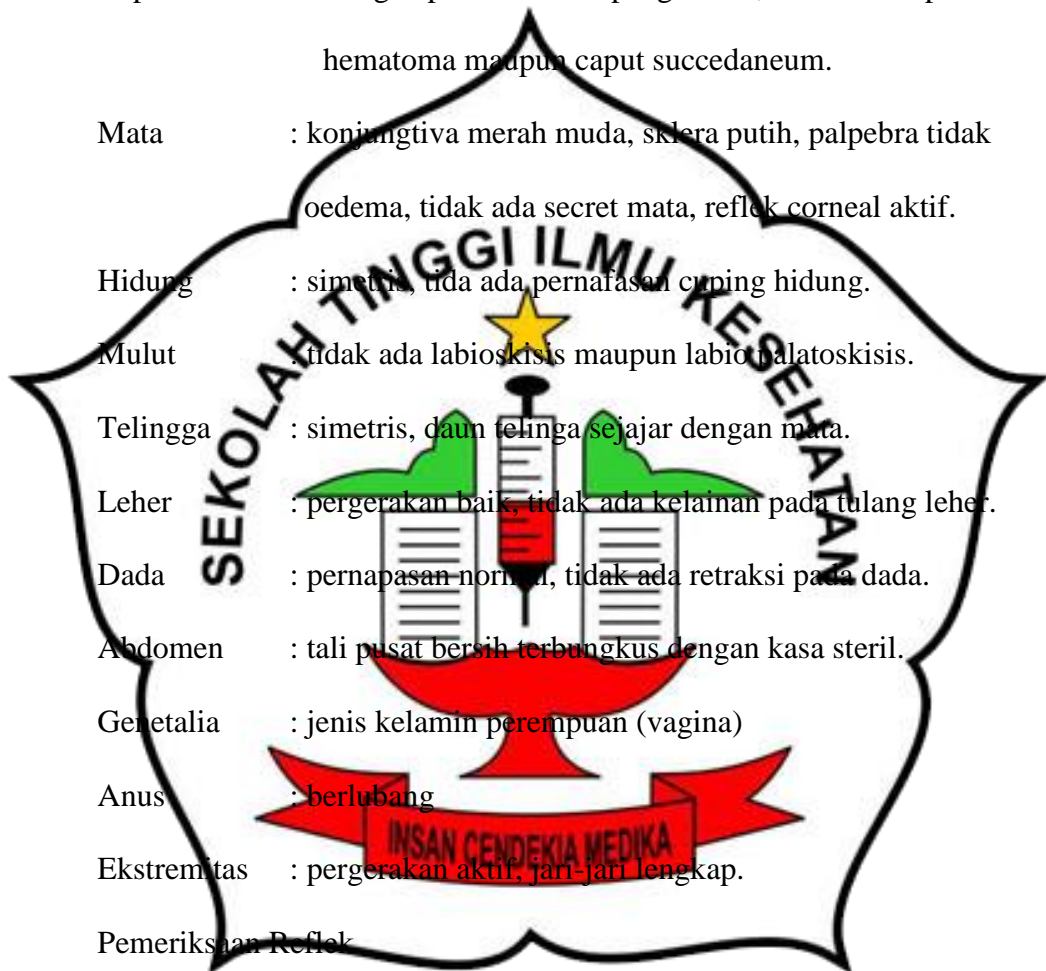 hematoma maupun caput succedaneum.
Mata : konjungtiva merah muda, sklera putih, palpebra tidak
oedema, tidak ada secret mata, reflek corneal aktif.
SEKOLAH TINGGI ILMU KESEHATAN
Hidung : simetris, tida ada pernafasan cuping hidung.
Mulut : tidak ada labioskisis maupun labio palatoskisis.
Telingga : simetris, daun telinga sejajar dengan mata.
Leher : pergerakan baik, tidak ada kelainan pada tulang leher.
Dada : pernapasan normal, tidak ada retraksi pada dada.
Abdomen : tali pusat bersih terbungkus dengan kasa steril.
Genetalia : jenis kelamin perempuan (vagina)
Anus : berlubang
INSAN CENDEKIA MEDIKA
Ekstremitas : pergerakan aktif, jari-jari lengkap.
Pemeriksaan Reflek